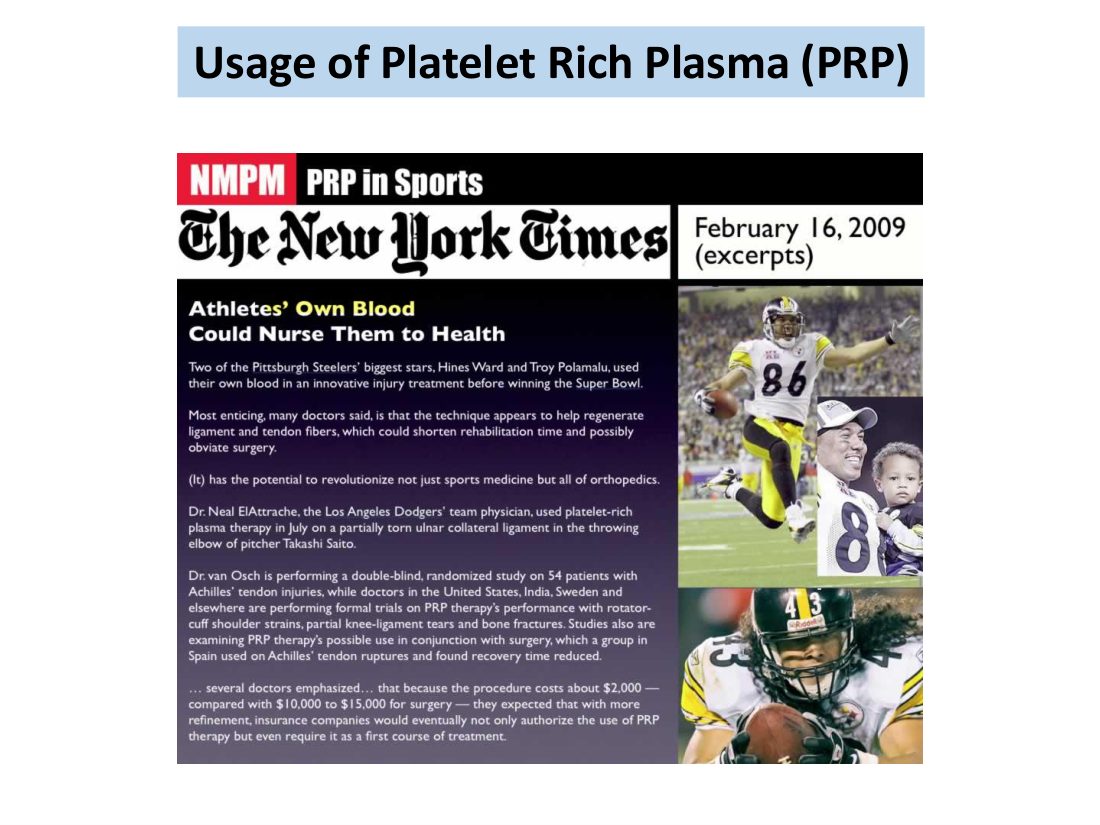 Usage of Platelet Rich Plasma (PRP)
NMPM PRP in Sports
The New York Times
February 16, 2009
(excerpts)
Athletes’ Own Blood
Could Nurse Them to Health
Two of the Pittsburgh Steelers’ biggest stars, Hines Ward and Troy Polamalu, used
their own blood in an innovative injury treatment before winning the Super Bowl.
Most enticing, many doctors said, is that the technique appears to help regenerate
ligament and tendon fibers, which could shorten rehabilitation time and possibly
obviate surgery.
(It) has the potential to revolutionize not just sports medicine but all of orthopedics.
Dr. Neal ElAttrache, the Los Angeles Dodgers’ team physician, used platelet-rich
plasma therapy in July on a partially torn ulnar collateral ligament in the throwing
elbow of pitcher Takashi Saito.
Dr. van Osch is performing a double-blind, randomized study on 54 patients with
Achilles’ tendon injuries, while doctors in the United States, India, Sweden and
elsewhere are performing formal trials on PRP therapy’s performance with rotator-
cuff shoulder strains, partial knee-ligament tears and bone fractures. Studies also are
examining PRP therapy’s possible use in conjunction with surgery, which a group in
Spain used on Achilles’ tendon ruptures and found recovery time reduced.
… several doctors emphasized… that because the procedure costs about $2,000 —
compared with $10,000 to $15,000 for surgery — they expected that with more
refinement, insurance companies would eventually not only authorize the use of PRP
therapy but even require it as a first course of treatment.
86
8
43
Riddell
43
4